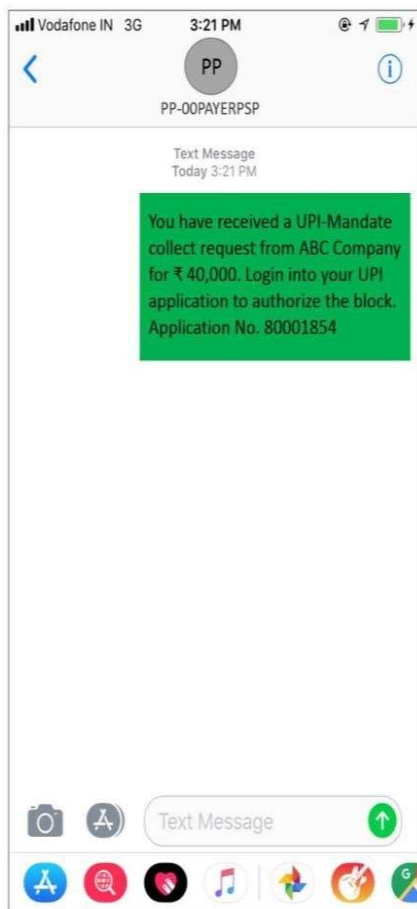 Vodafone IN 3G 3:21 PM
PP
PP-00PAYERPSP
Text Message
Today 3:21 PM
You have received a UPI-Mandate
collect request from ABC Company
for ₹ 40,000. Login into your UPI
application to authorize the block.
Application No. 80001854
Text Message